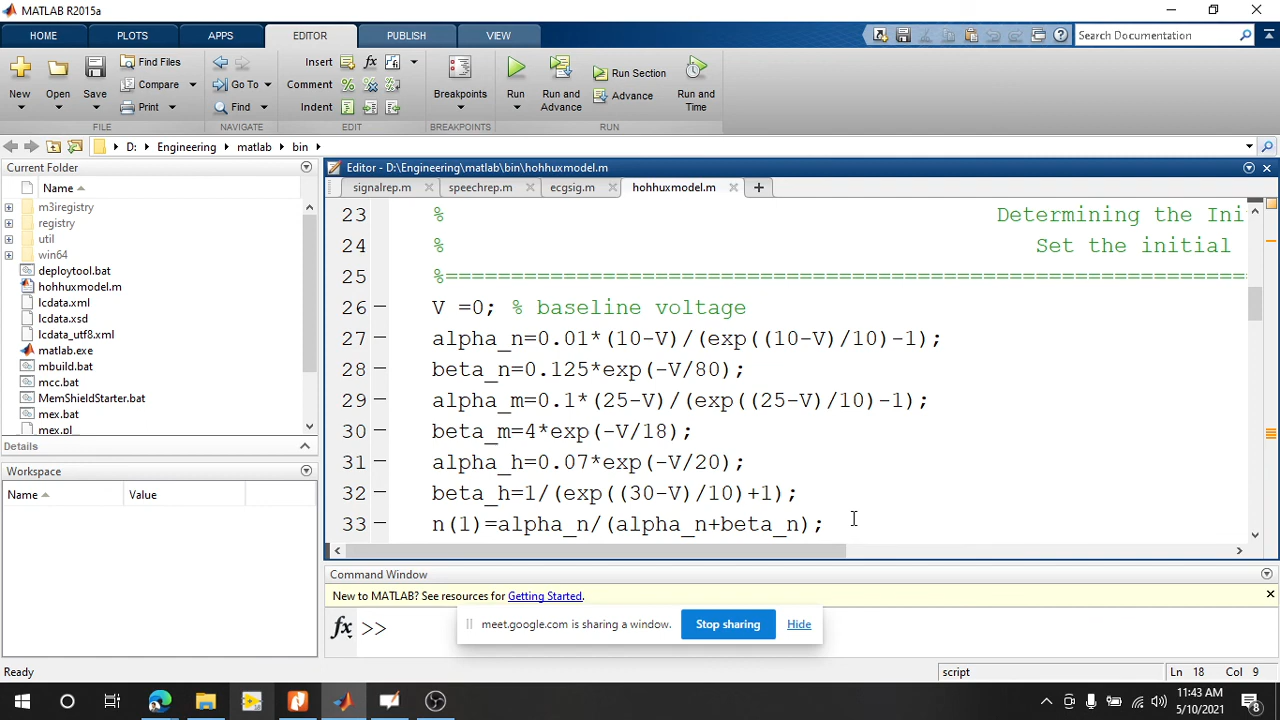 MATLAB R2015a
HOME PLOTS APPS EDITOR PUBLISH VIEW Search Documentation
New Open Save Find Files Compare Print
Go To Find
Insert fx Comment Indent
Breakpoints
Run Run and Advance Run Section Advance Run and Time
FILE NAVIGATE EDIT BREAKPOINTS RUN
D: Engineering matlab bin
Current Folder
Name
m3iregistry
registry
util
win64
deploytool.bat
hohhuxmodel.m
lcdata.xml
lcdata.xsd
lcdata_utf8.xml
matlab.exe
mbuild.bat
mcc.bat
MemShieldStarter.bat
mex.bat
mex.pl
Details
Workspace
Name Value
Editor - D:\Engineering\matlab\bin\hohhuxmodel.m
signalrep.m speechrep.m ecgsig.m hohhuxmodel.m
23 % Determining the Ini
24 % Set the initial
25 %==============================================================
26 V =0; % baseline voltage
27 alpha_n=0.01*(10-V)/(exp((10-V)/10)-1);
28 beta_n=0.125*exp(-V/80);
29 alpha_m=0.1*(25-V)/(exp((25-V)/10)-1);
30 beta_m=4*exp(-V/18);
31 alpha_h=0.07*exp(-V/20);
32 beta_h=1/(exp((30-V)/10)+1);
33 n(1)=alpha_n/(alpha_n+beta_n);
Command Window
New to MATLAB? See resources for Getting Started.
fx >>
meet.google.com is sharing a window. Stop sharing Hide
Ready script Ln 18 Col 9
11:43 AM
5/10/2021
8